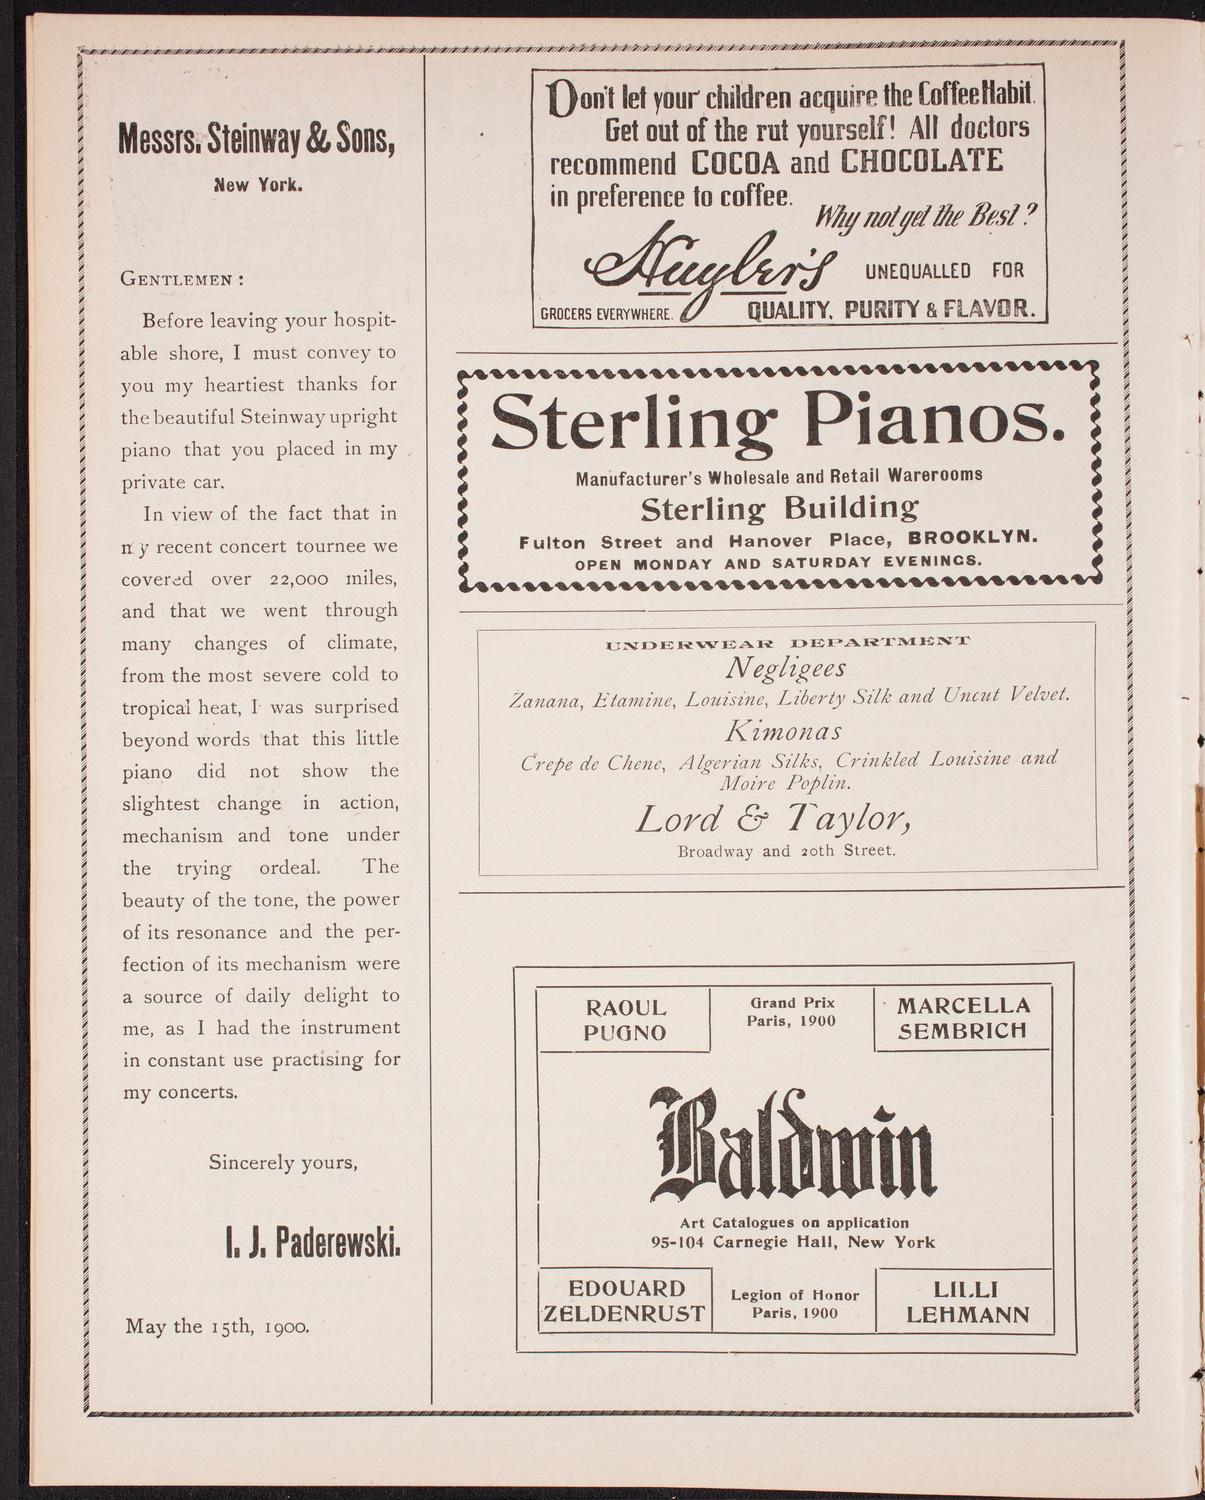 Messrs. Steinway & Sons,
New York.
GENTLEMEN :
Before leaving your hospit-
able shore, I must convey to
you my heartiest thanks for
the beautiful Steinway upright
piano that you placed in my
private car.
In view of the fact that in
my recent concert tournee we
covered over 22,000 miles,
and that we went through
many changes of climate,
from the most severe cold to
tropical heat, I was surprised
beyond words that this little
piano did not show the
slightest change in action,
mechanism and tone under
the trying ordeal. The
beauty of the tone, the power
of its resonance and the per-
fection of its mechanism were
a source of daily delight to
me, as I had the instrument
in constant use practising for
my concerts.
Sincerely yours,
I. J. Paderewski.
May the 15th, 1900.
Don't let your children acquire the Coffee Habit.
Get out of the rut yourself! All doctors
recommend COCOA and CHOCOLATE
in preference to coffee.
Why not get the Best?
Huyler's UNEQUALLED FOR
GROCERS EVERYWHERE. QUALITY, PURITY & FLAVOR.
Sterling Pianos.
Manufacturer's Wholesale and Retail Warerooms
Sterling Building
Fulton Street and Hanover Place, BROOKLYN.
OPEN MONDAY AND SATURDAY EVENINGS.
UNDERWEAR DEPARTMENT
Negligees
Zanana, Etamine, Louisine, Liberty Silk and Uncut Velvet.
Kimonas
Crepe de Chene, Algerian Silks, Crinkled Louisine and
Moire Poplin.
Lord & Taylor,
Broadway and 20th Street.
RAOUL
PUGNO
Grand Prix
Paris, 1900
MARCELLA
SEMBRICH
Baldwin
Art Catalogues on application
95-104 Carnegie Hall, New York
EDOUARD
ZELDENRUST
Legion of Honor
Paris, 1900
LILLI
LEHMANN